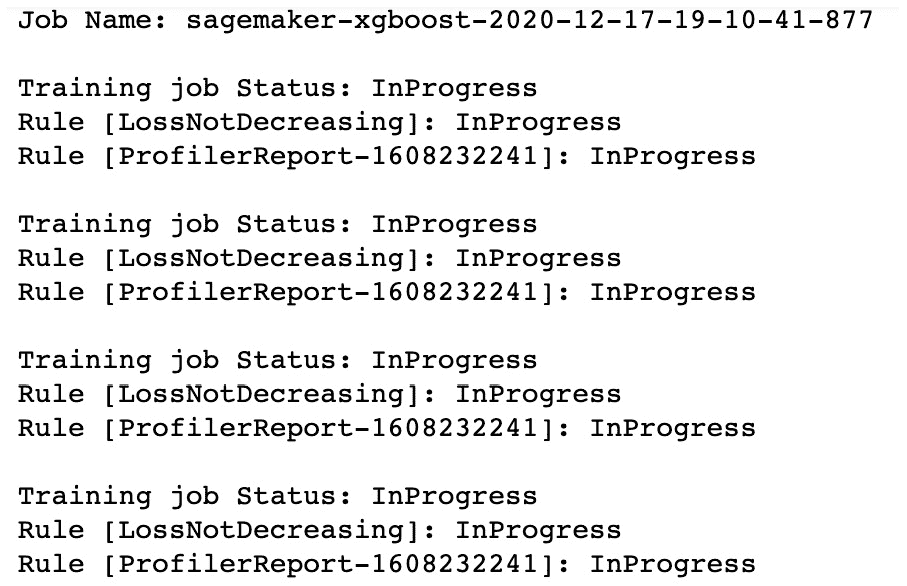 Job Name: sagemaker-xgboost-2020-12-17-19-10-41-877
Training job Status: InProgress
Rule [LossNotDecreasing]: InProgress
Rule [ProfilerReport-1608232241]: InProgress
Training job Status: InProgress
Rule [LossNotDecreasing]: InProgress
Rule [ProfilerReport-1608232241]: InProgress
Training job Status: InProgress
Rule [LossNotDecreasing]: InProgress
Rule [ProfilerReport-1608232241]: InProgress
Training job Status: InProgress
Rule [LossNotDecreasing]: InProgress
Rule [ProfilerReport-1608232241]: InProgress